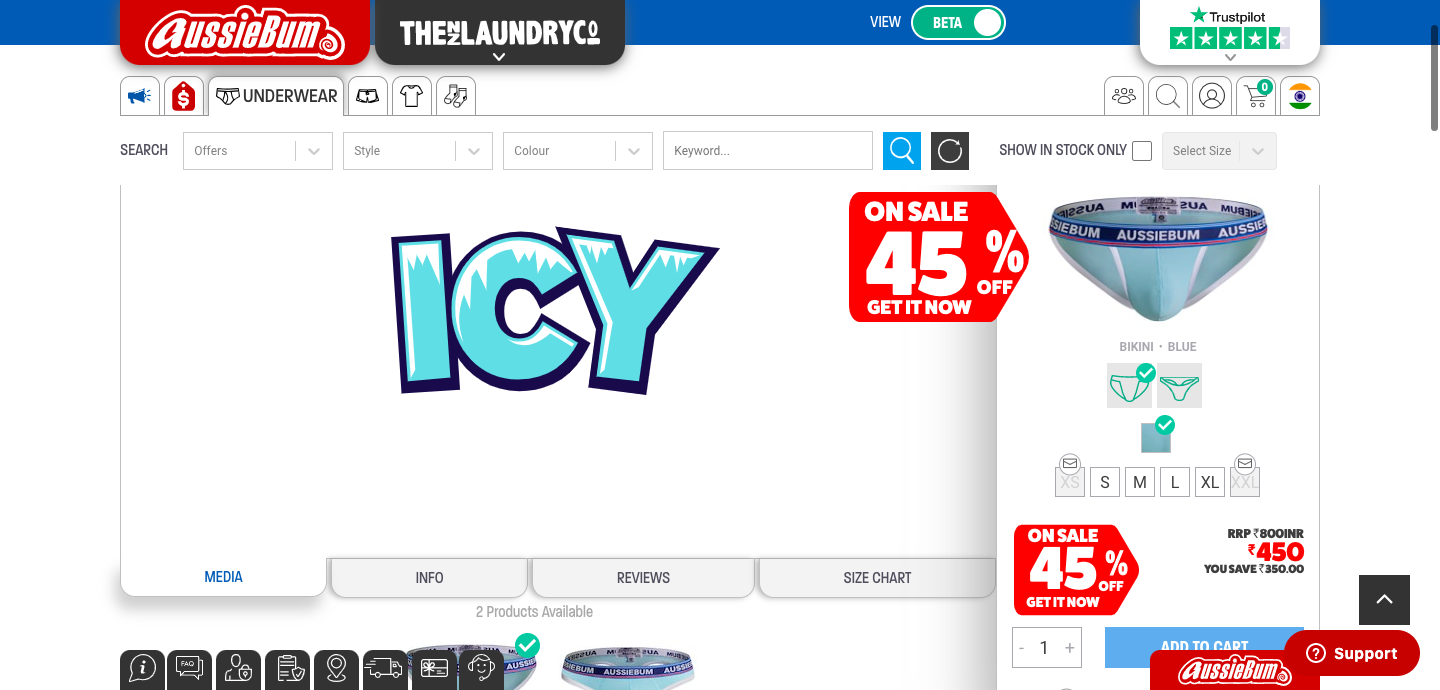 AussieBum
THE NZ LAUNDRY CO
VIEW
BETA
Trustpilot
UNDERWEAR
0
SEARCH
Offers
Style
Colour
Keyword...
SHOW IN STOCK ONLY
Select Size
ICY
ON SALE
45%
OFF
GET IT NOW
AUSSIEBUM AUSSIEBUM AUSSIE
BIKINI · BLUE
XS
S
M
L
XL
XXL
ON SALE
45%
OFF
GET IT NOW
RRP ₹800INR
₹450
YOU SAVE ₹350.00
MEDIA
INFO
REVIEWS
SIZE CHART
2 Products Available
- 1 +
ADD TO CART
FAQ
AUSSIEBUM
AussieBum
Support